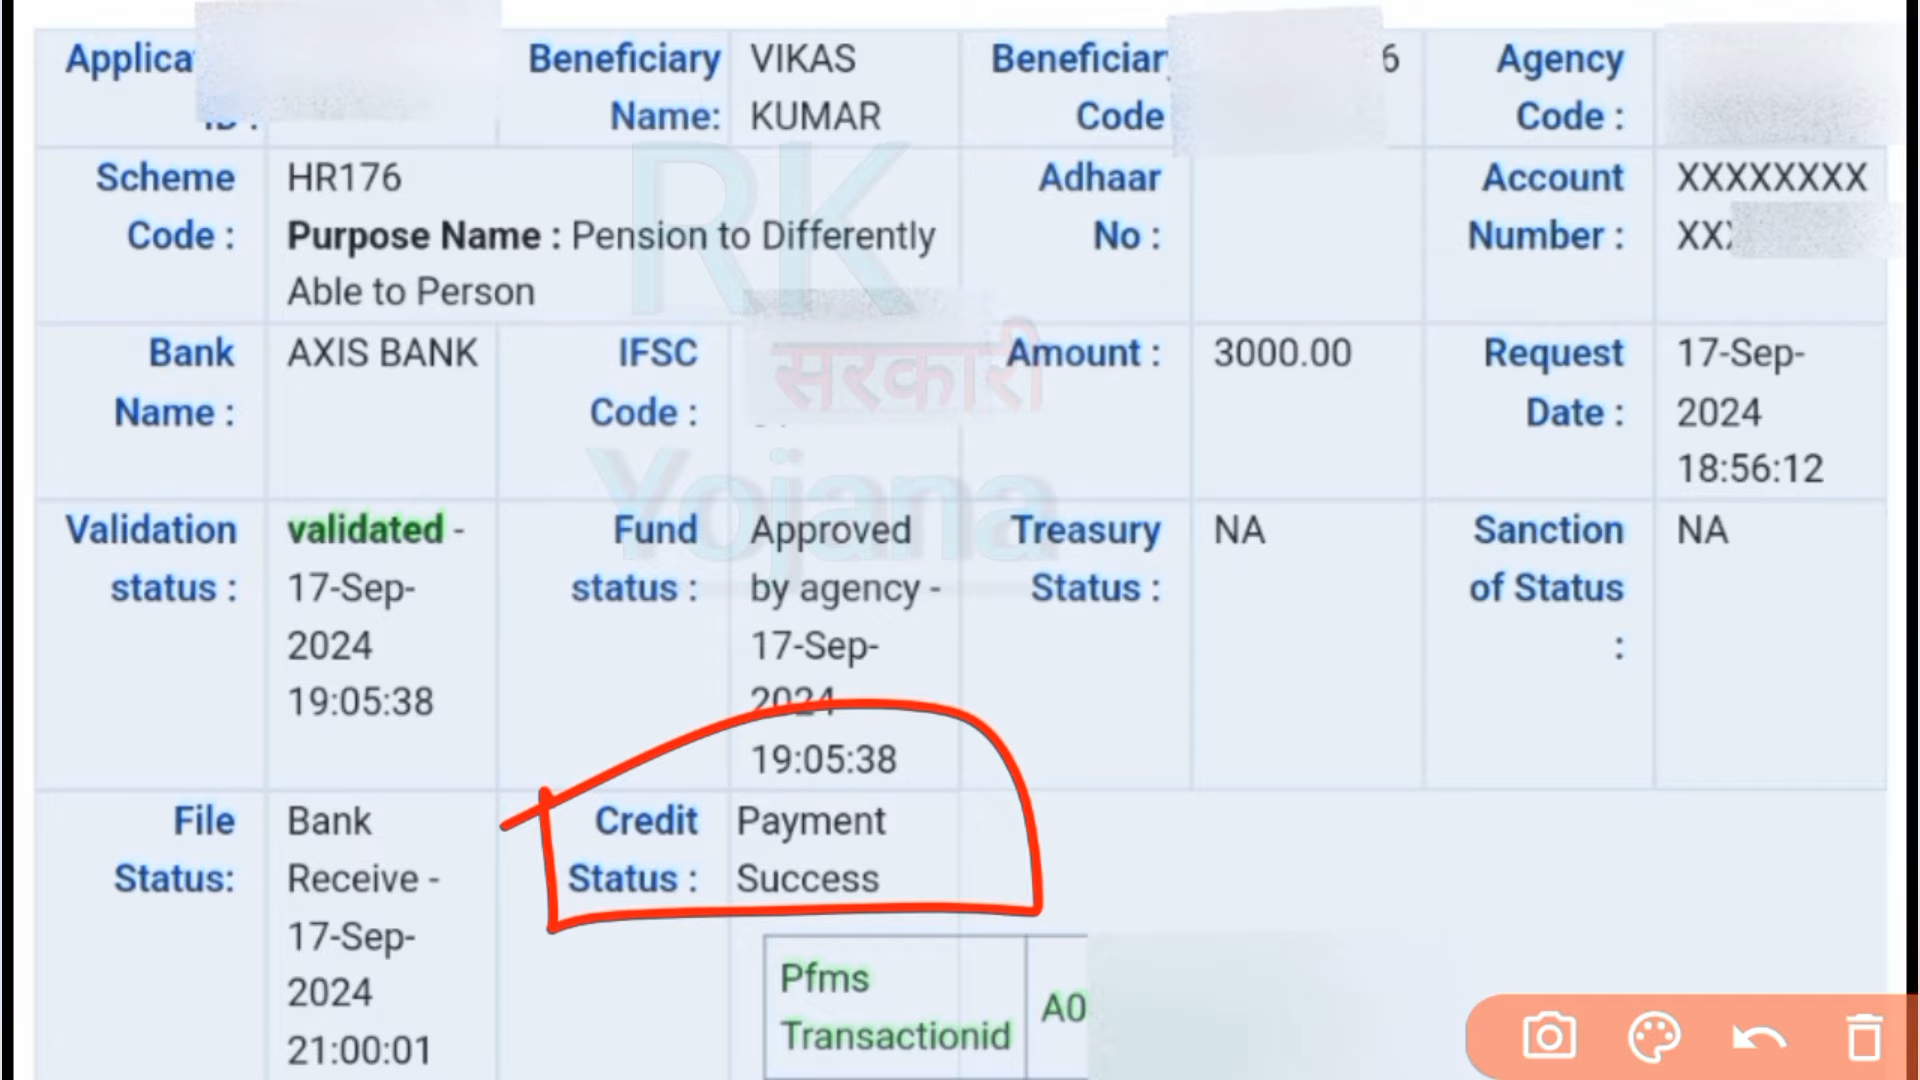 Beneficiary VIKAS Agency
ID : Name: KUMAR Code Code :
Scheme HR176 Adhaar Account XXXXXXXX
Code : Purpose Name : Pension to Differently No : Number : XXX
Able to Person
Bank AXIS BANK IFSC Amount : 3000.00 Request 17-Sep-
Name : Code : Date : 2024
18:56:12
RK
सरकारी
Yojana
Validation validated - Fund Approved Treasury NA Sanction NA
status : 17-Sep- status : by agency - Status : of Status
2024 17-Sep- :
19:05:38 2024
19:05:38
File Bank Credit Payment
Status: Receive - Status : Success
17-Sep-
2024 Pfms A0
21:00:01 Transactionid